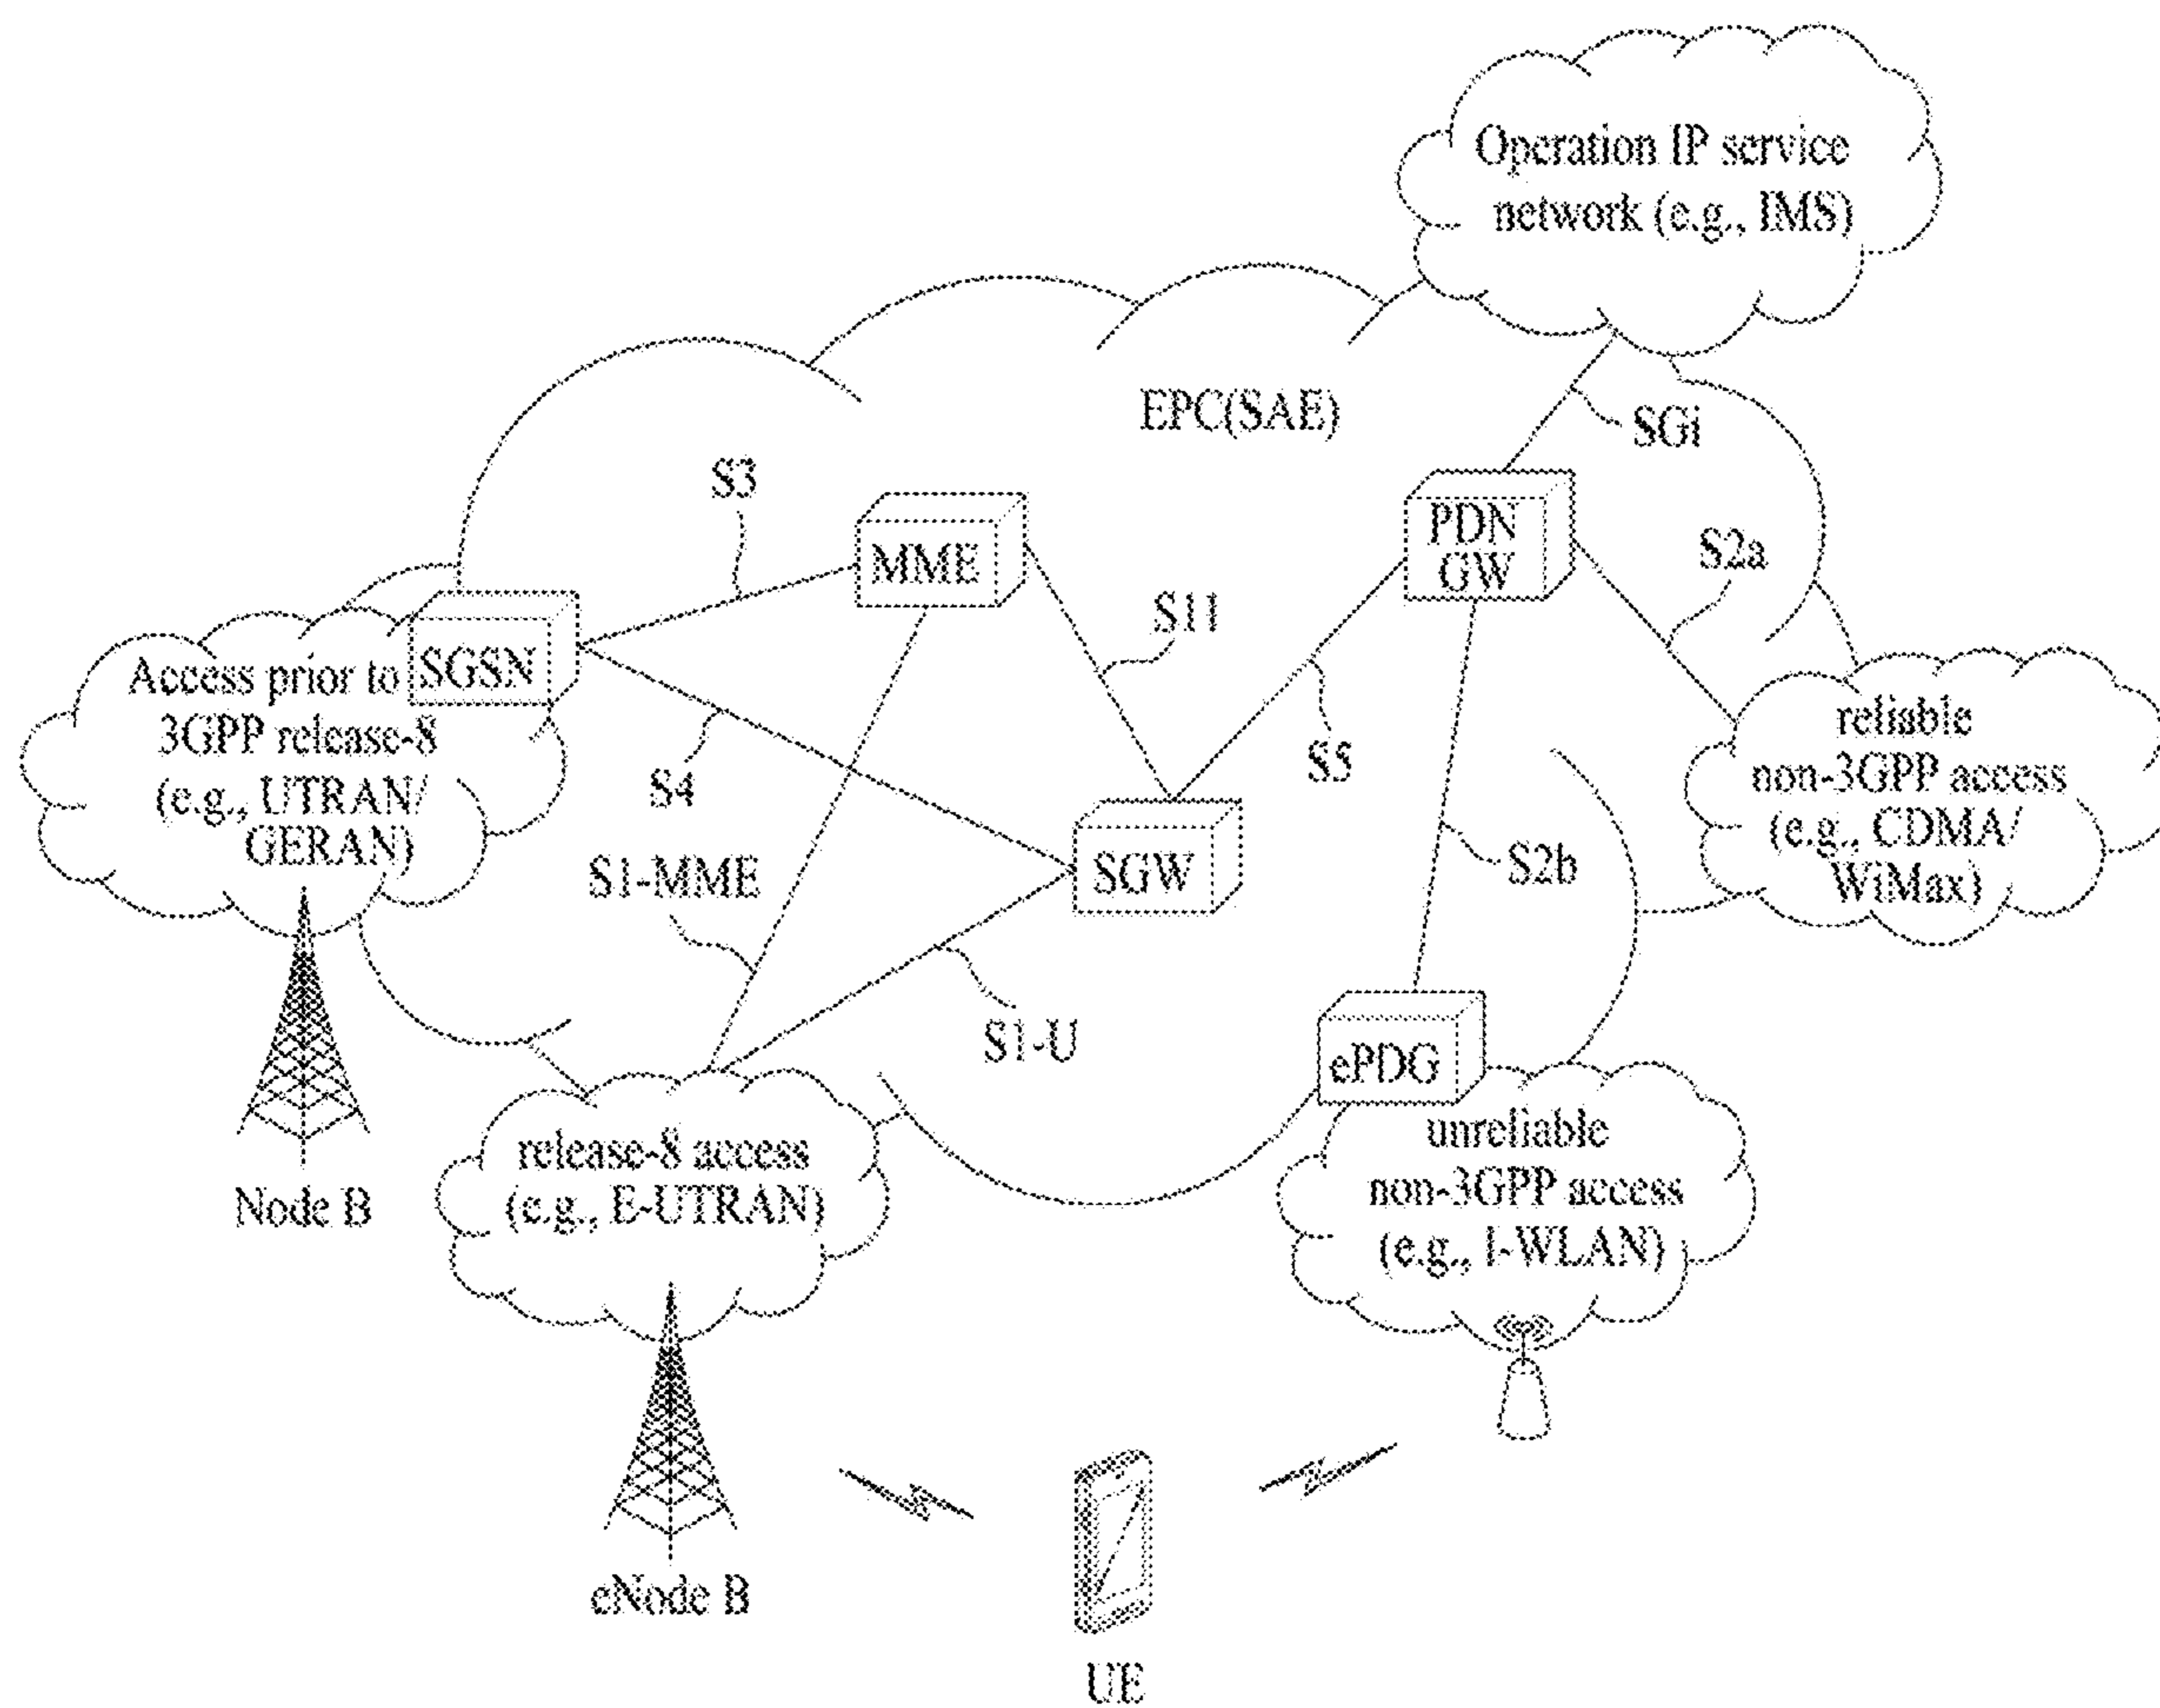 Operation IP service
network (e.g., IMS)
EPC(SAE)
SGi
S3
MME
PDN
GW
S2a
S11
SGSN
Access prior to
3GPP release-8
(e.g., UTRAN/
GERAN)
S4
S5
reliable
non-3GPP access
(e.g., CDMA/
WiMax)
S1-MME
SGW
S2b
S1-U
ePDG
Node B
release-8 access
(e.g., E-UTRAN)
unreliable
non-3GPP access
(e.g., I-WLAN)
eNode B
UE